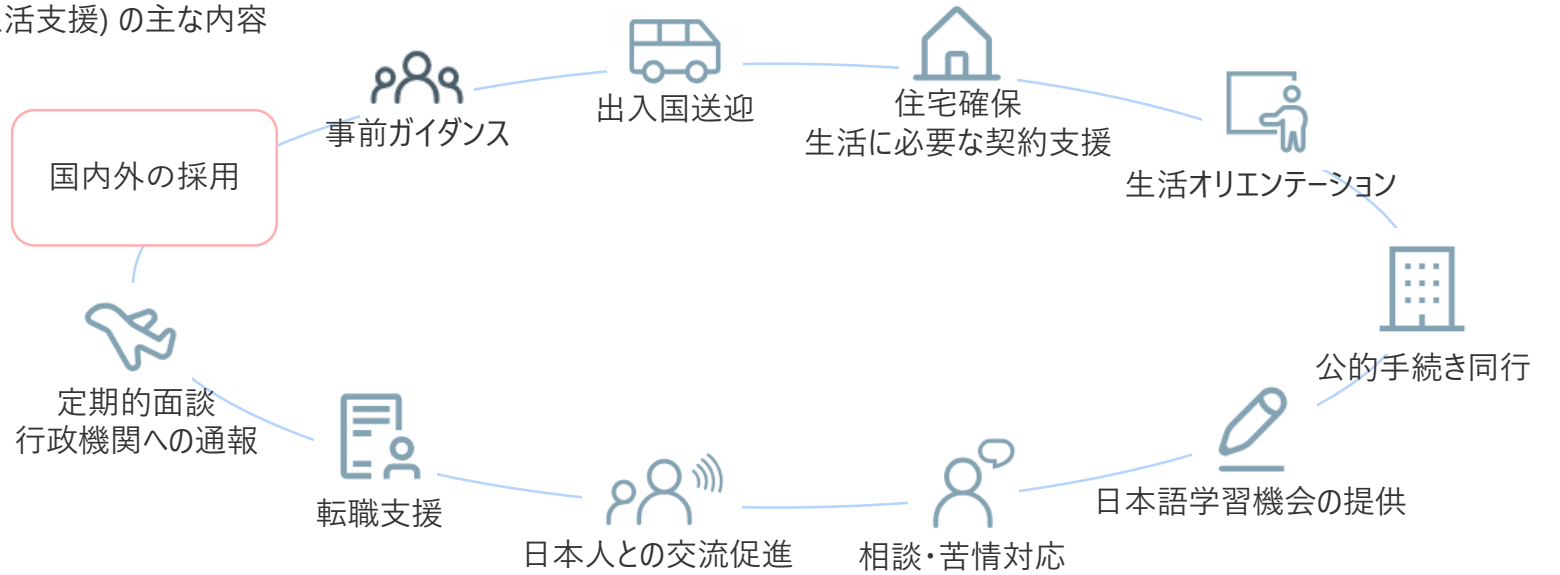 活支援) の主な内容
国内外の採用
事前ガイダンス
出入国送迎
住宅確保
生活に必要な契約支援
生活オリエンテーション
公的手続き同行
日本語学習機会の提供
相談・苦情対応
日本人との交流促進
転職支援
定期的面談
行政機関への通報